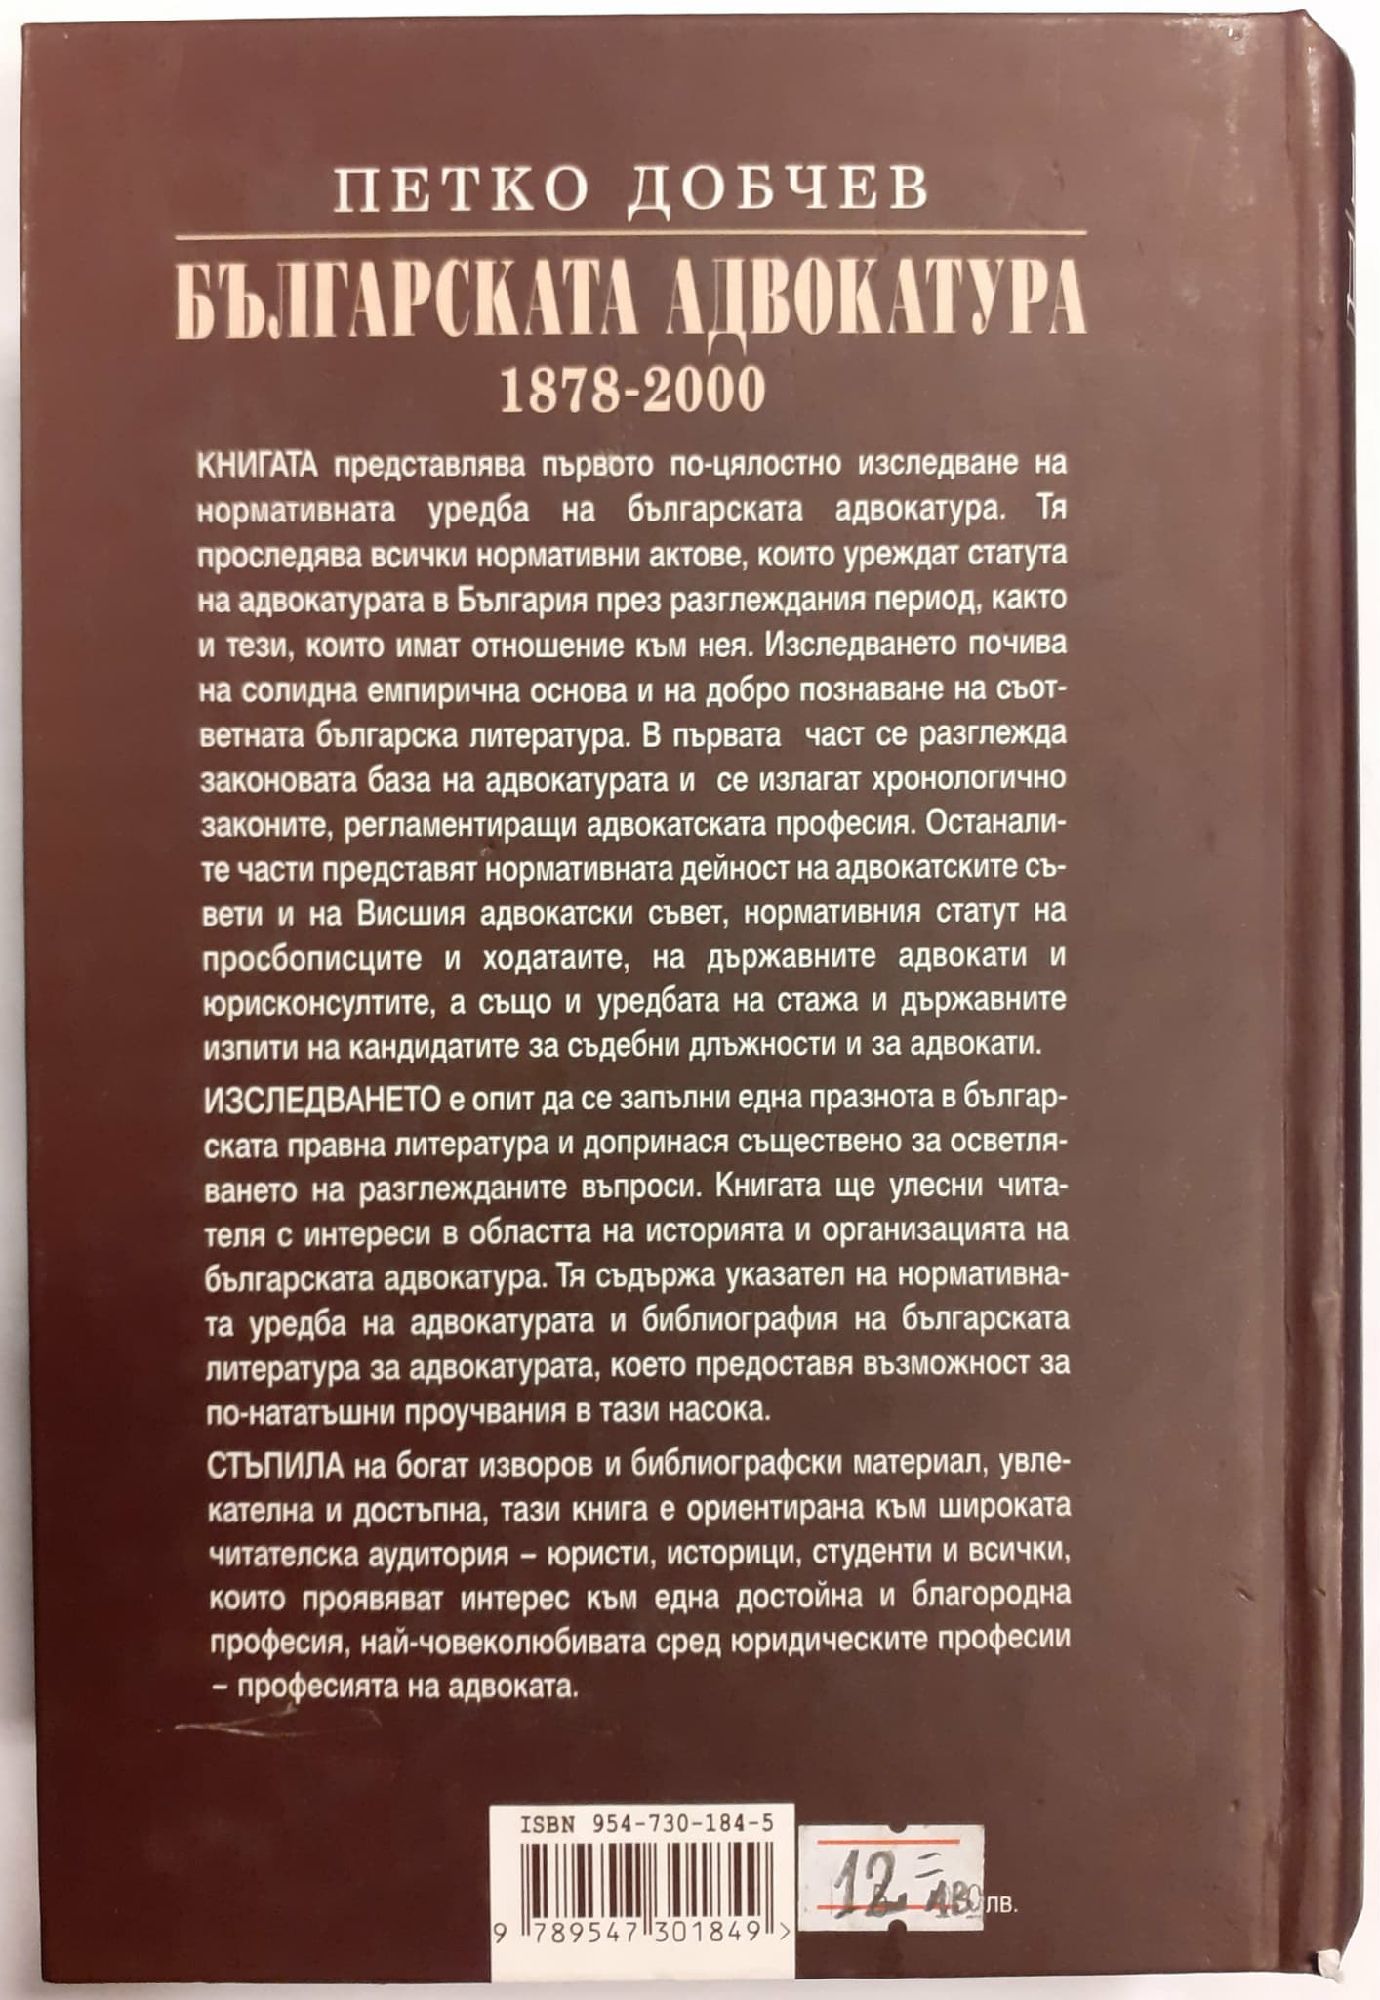 ПЕТКО ДОБЧЕВ
БЪЛГАРСКАТА АДВОКАТУРА
1878-2000
КНИГАТА представлява първото по-цялостно изследване на
нормативната уредба на българската адвокатура. Тя
проследява всички нормативни актове, които уреждат статута
на адвокатурата в България през разглеждания период, както
и тези, които имат отношение към нея. Изследването почива
на солидна емпирична основа и на добро познаване на съот-
ветната българска литература. В първата част се разглежда
законовата база на адвокатурата и се излагат хронологично
законите, регламентиращи адвокатската професия. Останали-
те части представят нормативната дейност на адвокатските съ-
вети и на Висшия адвокатски съвет, нормативния статут на
просбописците и ходатаите, на държавните адвокати и
юрисконсултите, а също и уредбата на стажа и държавните
изпити на кандидатите за съдебни длъжности и за адвокати.
ИЗСЛЕДВАНЕТО е опит да се запълни една празнота в българ-
ската правна литература и допринася съществено за осветля-
ването на разглежданите въпроси. Книгата ще улесни чита-
теля с интереси в областта на историята и организацията на
българската адвокатура. Тя съдържа указател на нормативна-
та уредба на адвокатурата и библиография на българската
литература за адвокатурата, което предоставя възможност за
по-нататъшни проучвания в тази насока.
СТЪПИЛА на богат изворов и библиографски материал, увле-
кателна и достъпна, тази книга е ориентирана към широката
читателска аудитория – юристи, историци, студенти и всички,
които проявяват интерес към една достойна и благородна
професия, най-човеколюбивата сред юридическите професии
– професията на адвоката.
ISBN 954-730-184-5
9 789547 301849 >
12 =
лв.